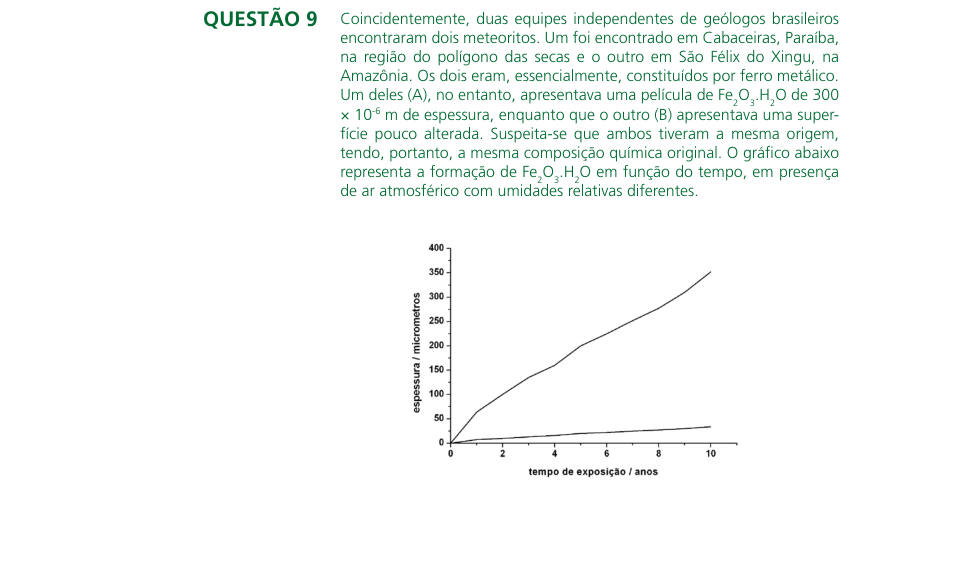 QUESTÃO 9
Coincidentemente, duas equipes independentes de geólogos brasileiros
encontraram dois meteoritos. Um foi encontrado em Cabaceiras, Paraíba,
na região do polígono das secas e o outro em São Félix do Xingu, na
Amazônia. Os dois eram, essencialmente, constituídos por ferro metálico.
Um deles (A), no entanto, apresentava uma película de Fe₂O₃.H₂O de 300
× 10⁻⁶ m de espessura, enquanto que o outro (B) apresentava uma super-
fície pouco alterada. Suspeita-se que ambos tiveram a mesma origem,
tendo, portanto, a mesma composição química original. O gráfico abaixo
representa a formação de Fe₂O₃.H₂O em função do tempo, em presença
de ar atmosférico com umidades relativas diferentes.
400
350
300
250
200
150
100
50
0
espessura / micrometros
0 2 4 6 8 10
tempo de exposição / anos